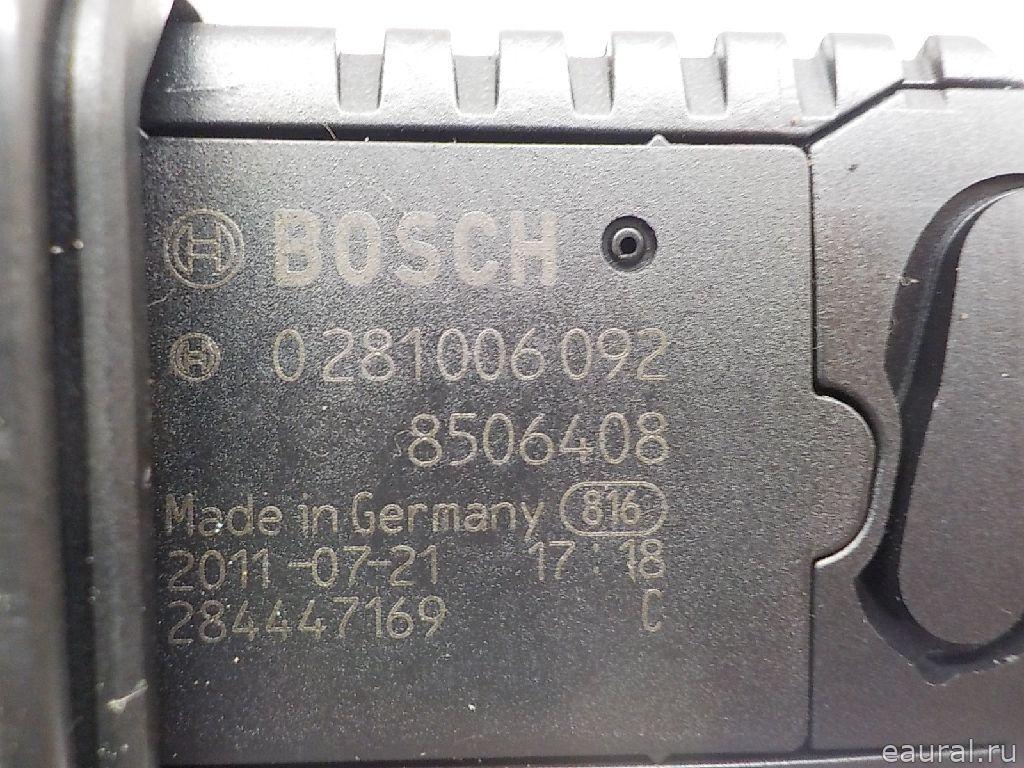 BOSCH
0 281 006 092
8506408
Made in Germany 816
2011-07-21 17:18
284447169 C
eaural.ru